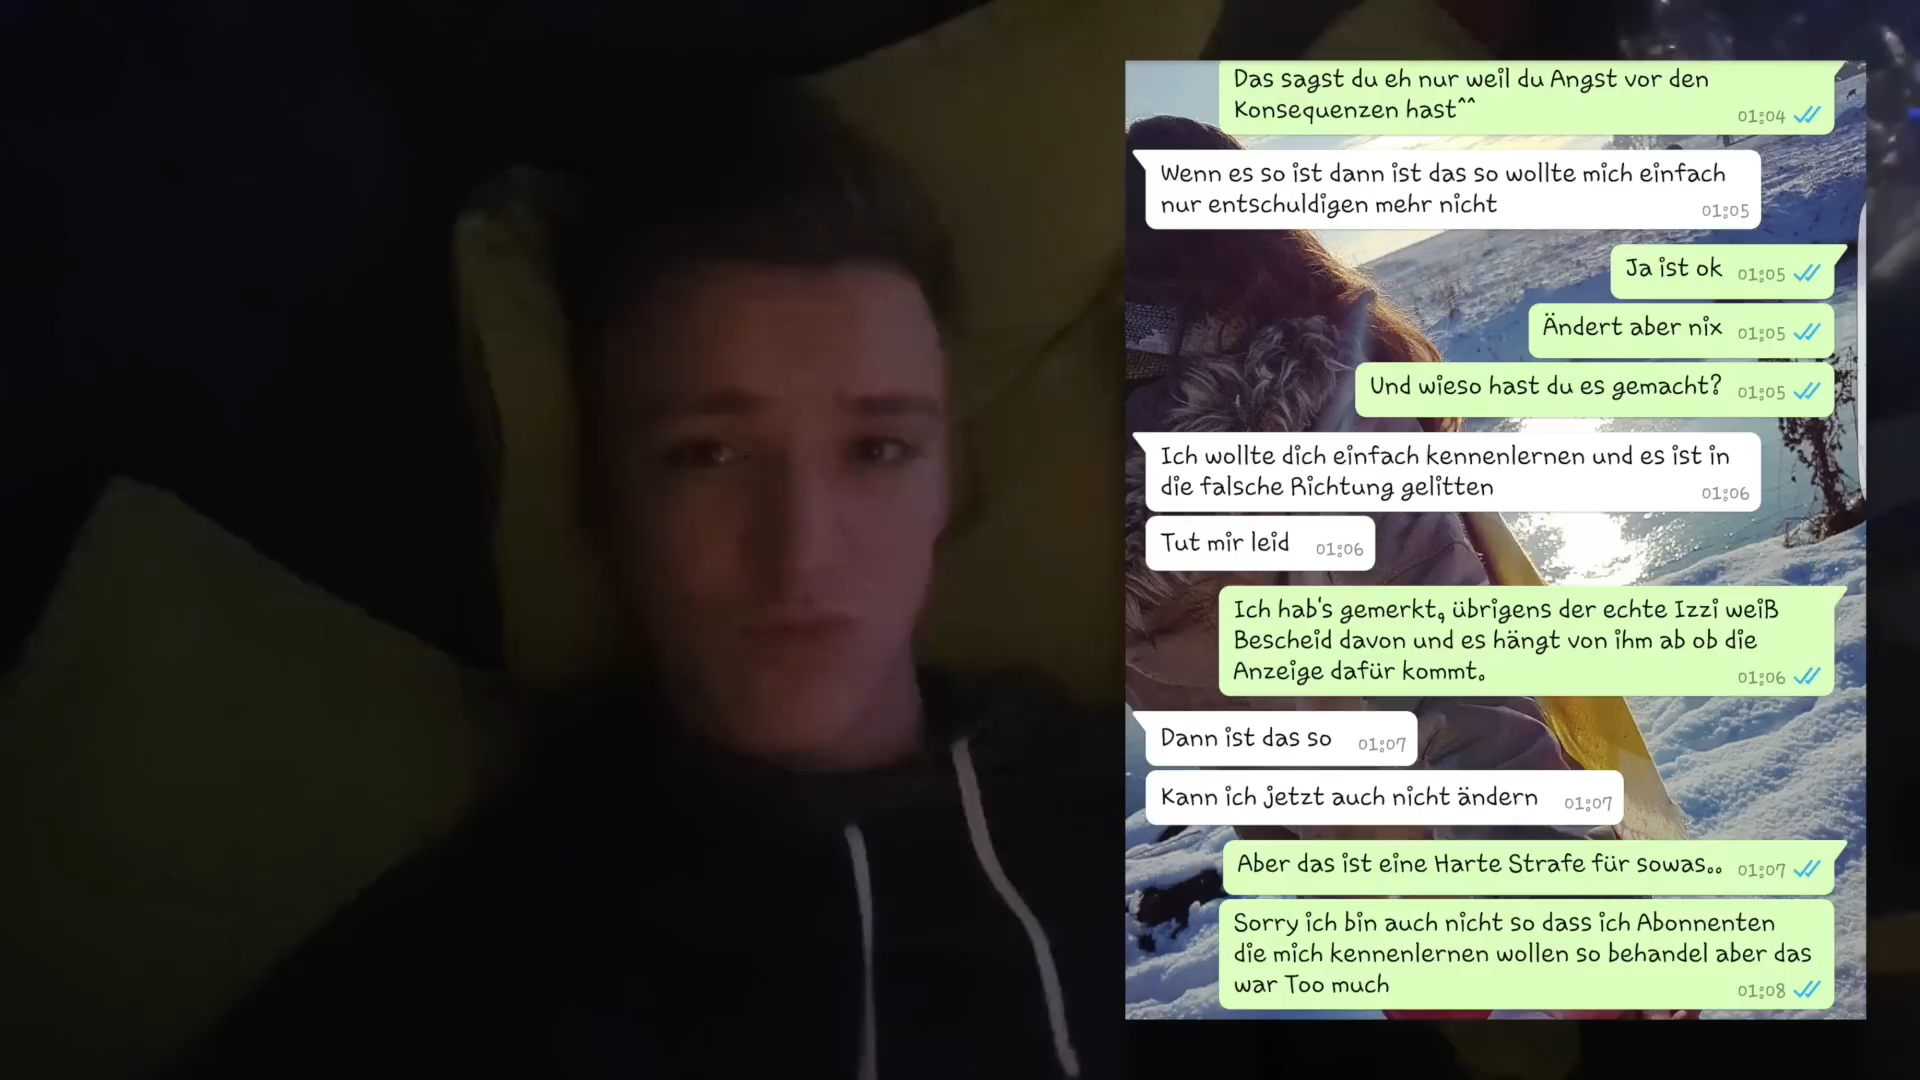 Das sagst du eh nur weil du Angst vor den
Konsequenzen hast^^
01:04
Wenn es so ist dann ist das so wollte mich einfach
nur entschuldigen mehr nicht
01:05
Ja ist ok 01:05
Ändert aber nix 01:05
Und wieso hast du es gemacht? 01:05
Ich wollte dich einfach kennenlernen und es ist in
die falsche Richtung gelitten
01:06
Tut mir leid 01:06
Ich hab's gemerkt, übrigens der echte Izzi weiß
Bescheid davon und es hängt von ihm ab ob die
Anzeige dafür kommt.
01:06
Dann ist das so 01:07
Kann ich jetzt auch nicht ändern 01:07
Aber das ist eine Harte Strafe für sowas.. 01:07
Sorry ich bin auch nicht so dass ich Abonnenten
die mich kennenlernen wollen so behandel aber das
war Too much
01:08